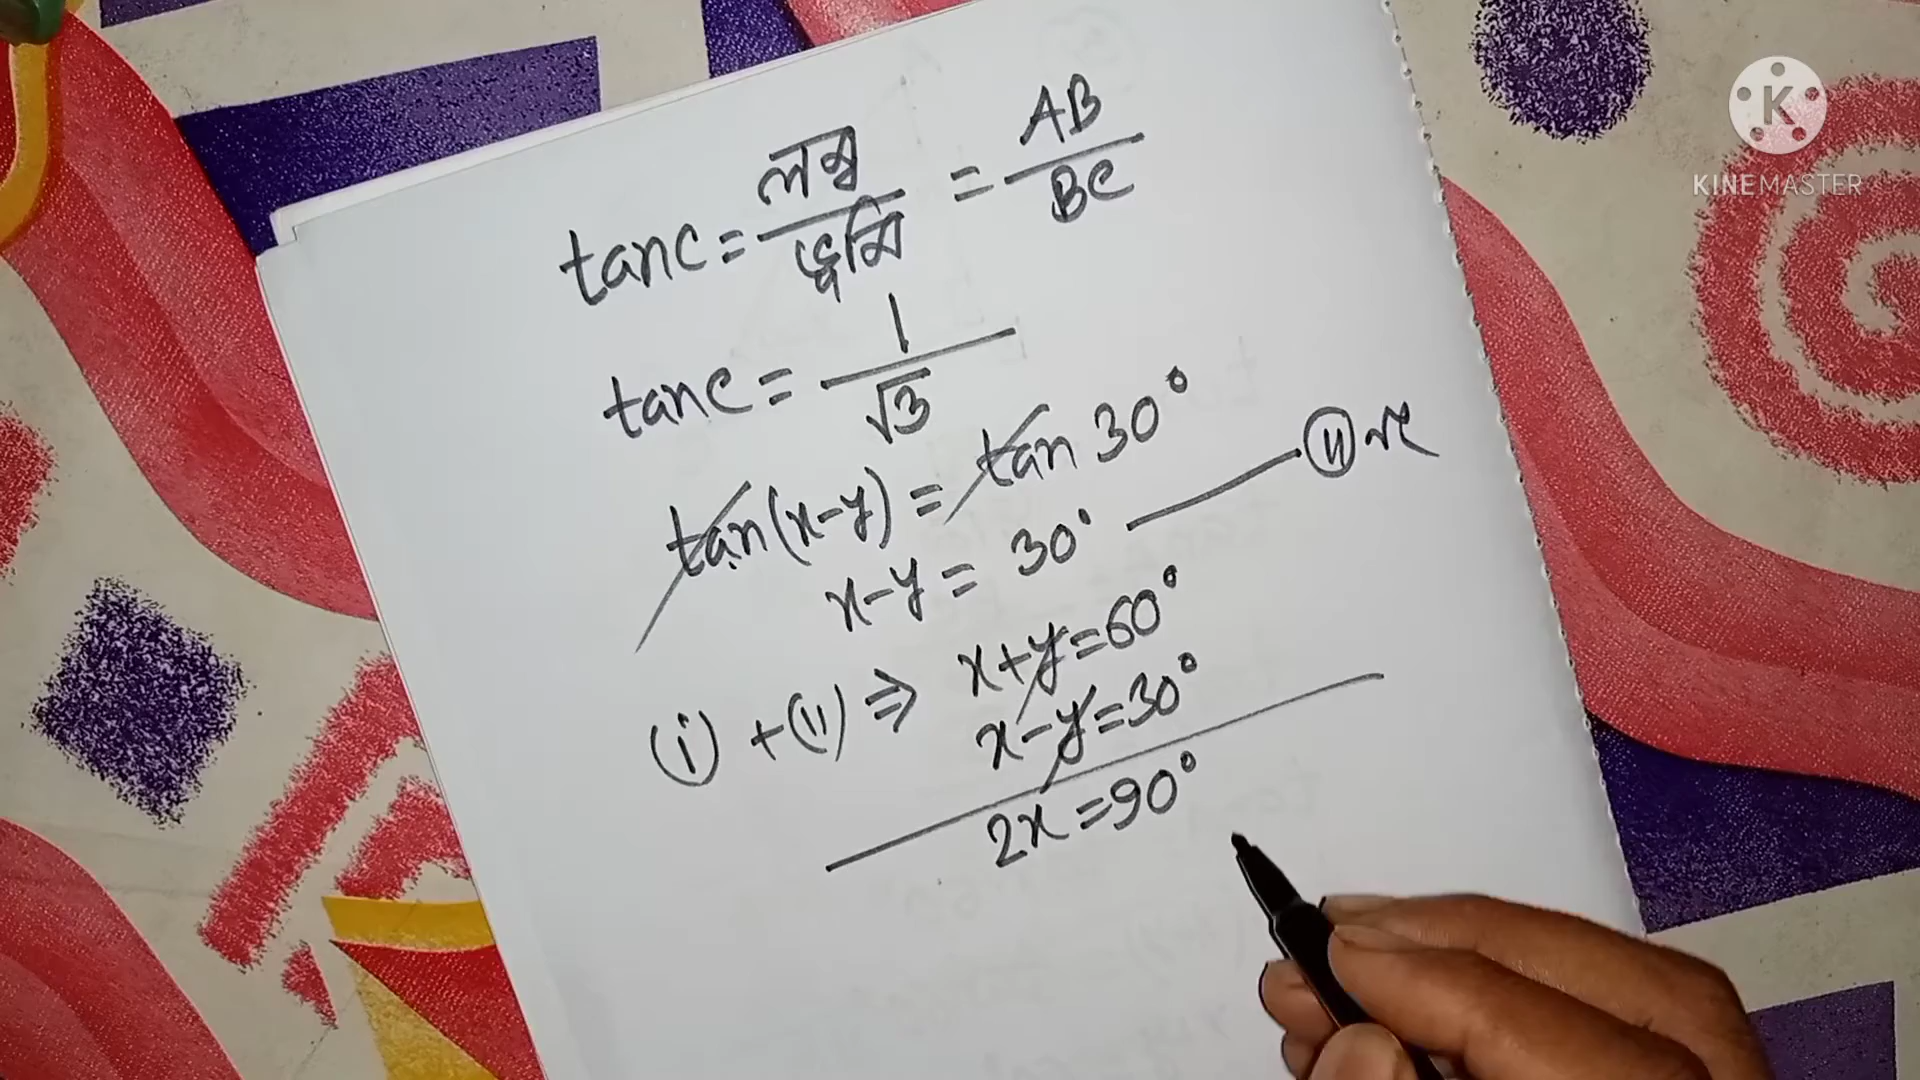 tanC = লম্ব / ভূমি = AB / BC
tanC = 1 / √3
tan(x-y) = tan 30°
x-y = 30° (ii) নং
(i) + (ii) ⇒ x+y=60°
x-y=30°
2x=90°
K
KINEMASTER